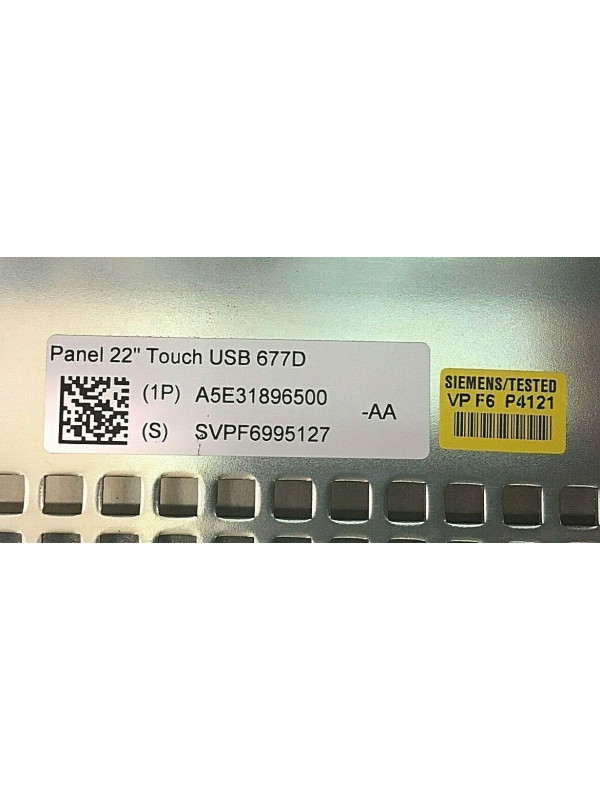 Panel 22" Touch USB 677D
(1P) A5E31896500 -AA
(S) SVPF6995127
SIEMENS/TESTED
VP F6 P4121